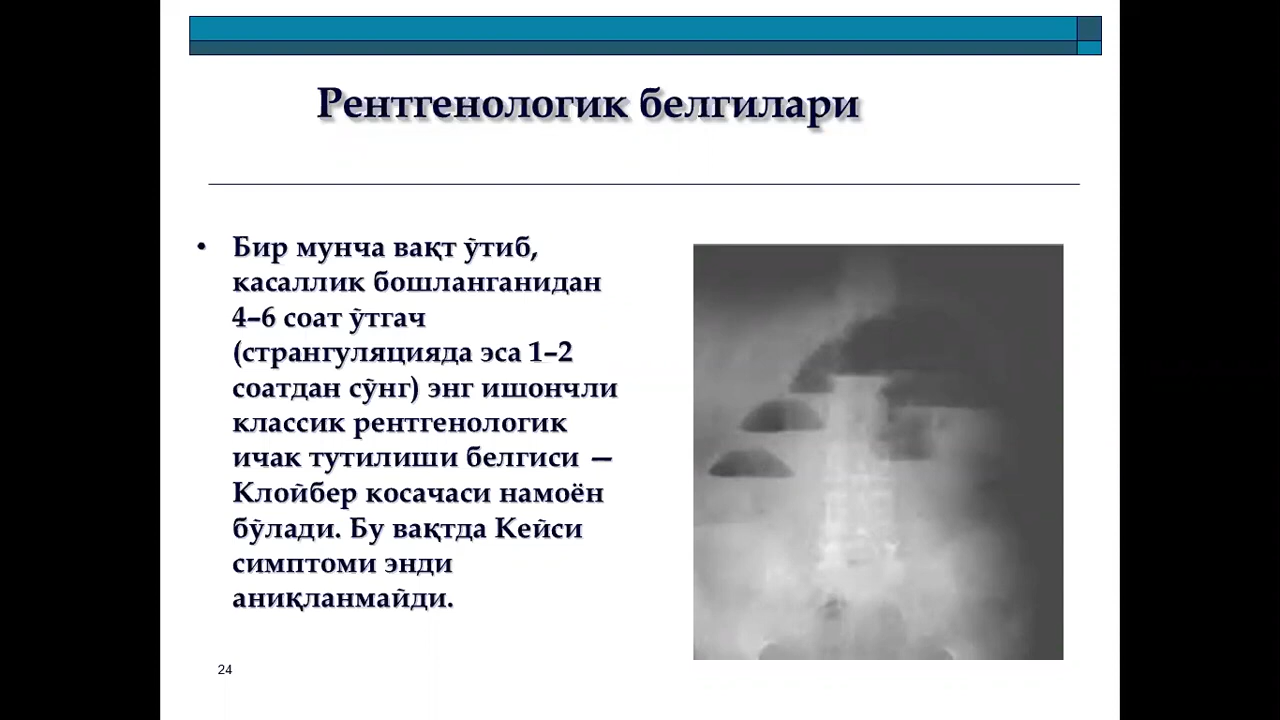 Рентгенологик белгилари
• Бир мунча вақт ўтиб,
касаллик бошланганидан
4–6 соат ўтгач
(странгуляцияда эса 1–2
соатдан сўнг) энг ишончли
классик рентгенологик
ичак тутилиши белгиси —
Клойбер косачаси намоён
бўлади. Бу вақтда Кейси
симптоми энди
аниқланмайди.
24